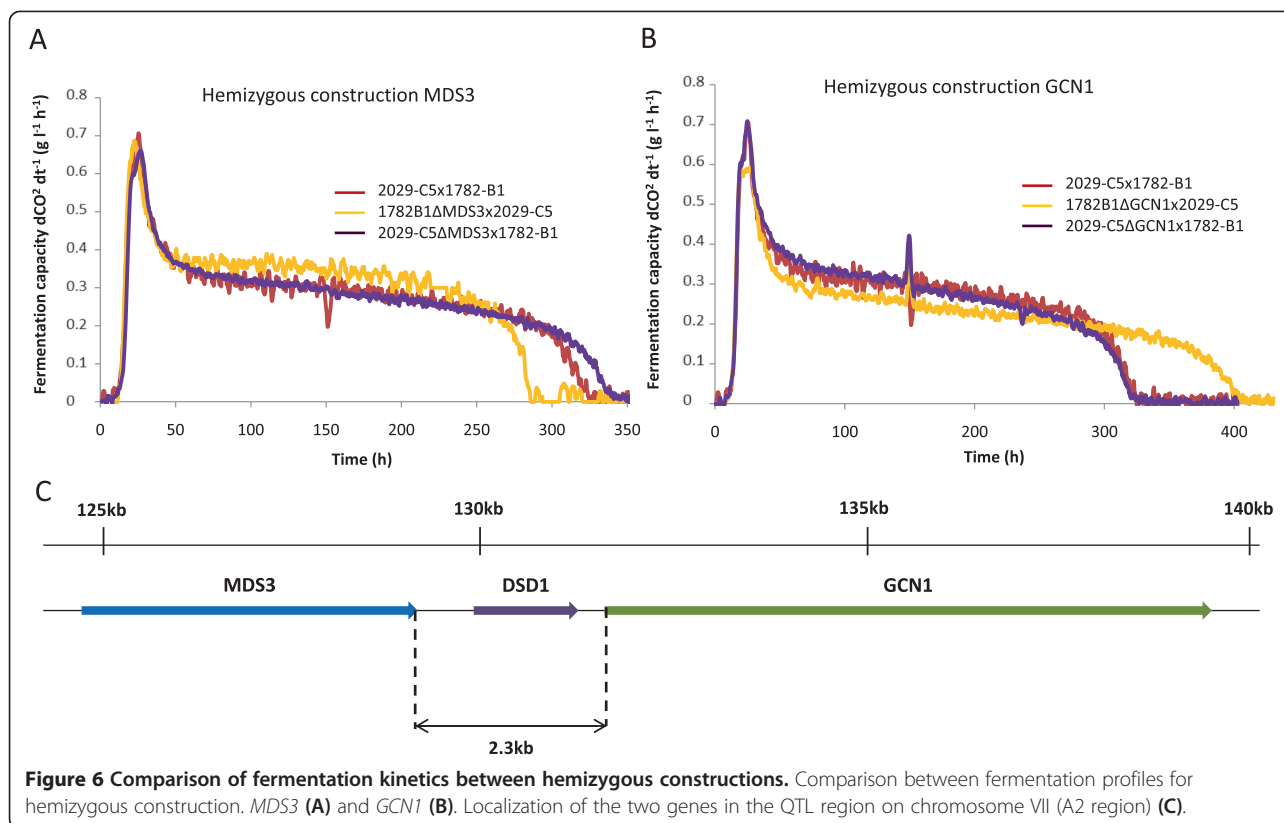 A
Hemizygous construction MDS3
Fermentation capacity dCO² dt⁻¹ (g l⁻¹ h⁻¹)
0.8
0.7
0.6
0.5
0.4
0.3
0.2
0.1
0
2029-C5x1782-B1
1782B1ΔMDS3x2029-C5
2029-C5ΔMDS3x1782-B1
0 50 100 150 200 250 300 350
Time (h)
B
Hemizygous construction GCN1
Fermentation capacity dCO² dt⁻¹ (g l⁻¹ h⁻¹)
0.8
0.7
0.6
0.5
0.4
0.3
0.2
0.1
0
2029-C5x1782-B1
1782B1ΔGCN1x2029-C5
2029-C5ΔGCN1x1782-B1
0 100 200 300 400
Time (h)
C
125kb 130kb 135kb 140kb
MDS3 DSD1 GCN1
2.3kb
Figure 6 Comparison of fermentation kinetics between hemizygous constructions. Comparison between fermentation profiles for
hemizygous construction. MDS3 (A) and GCN1 (B). Localization of the two genes in the QTL region on chromosome VII (A2 region) (C).